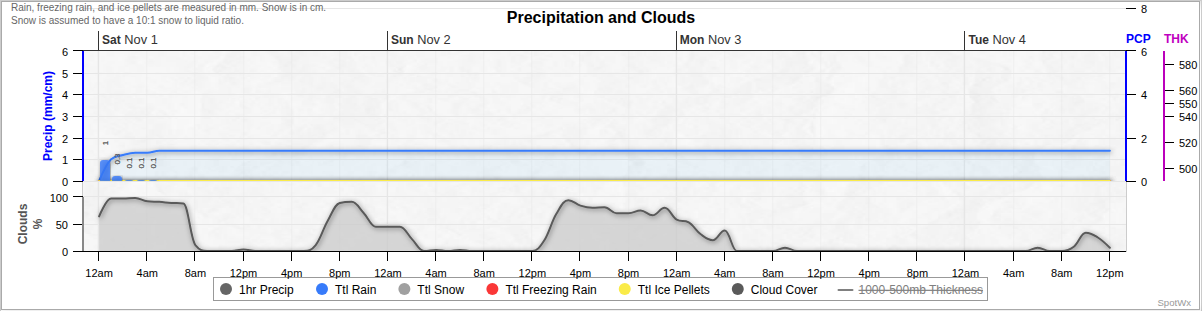 Rain, freezing rain, and ice pellets are measured in mm. Snow is in cm.
Snow is assumed to have a 10:1 snow to liquid ratio.
Precipitation and Clouds
8
Sat Nov 1
Sun Nov 2
Mon Nov 3
Tue Nov 4
PCP
THK
Precip (mm/cm)
6
5
4
3
2
1
0
1
0.1
0.1
0.1
6
4
2
0
580
560
550
540
520
500
Clouds
%
100
50
0
12am 4am 8am 12pm 4pm 8pm 12am 4am 8am 12pm 4pm 8pm 12am 4am 8am 12pm 4pm 8pm 12am 4am 8am 12pm
1hr Precip Ttl Rain Ttl Snow Ttl Freezing Rain Ttl Ice Pellets Cloud Cover 1000-500mb Thickness
SpotWx